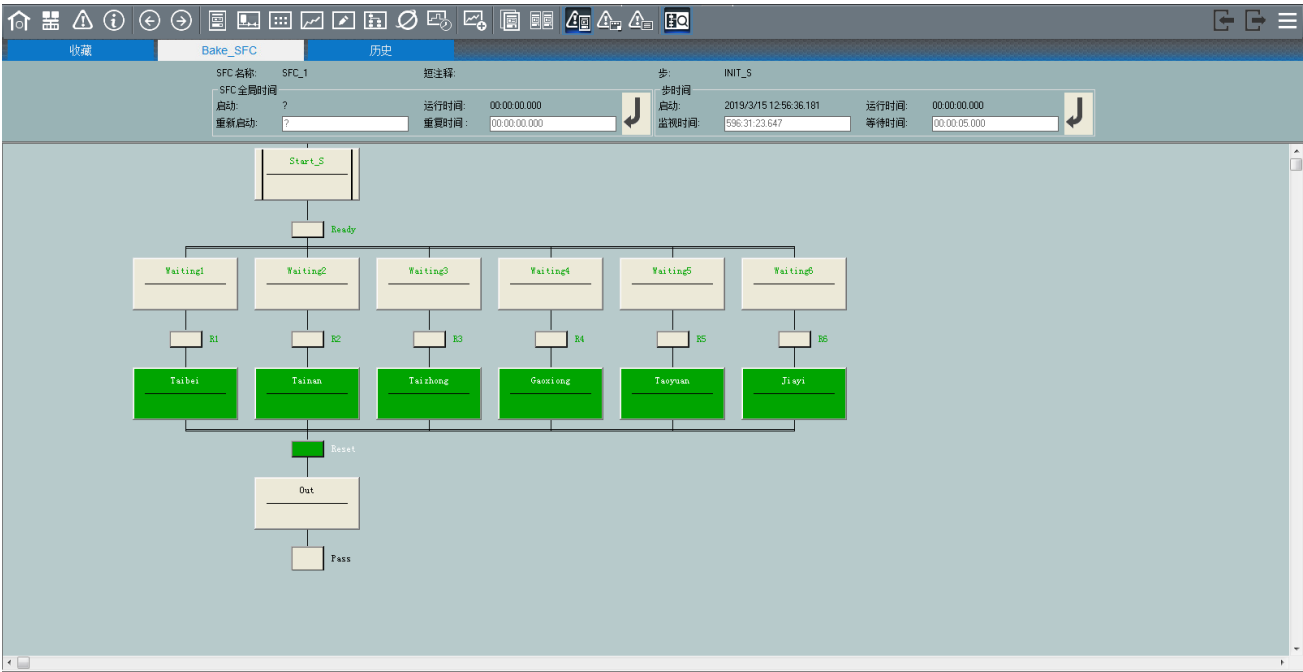 收藏 Bake_SFC 历史
SFC 名称: SFC_1 短注释: 步: INIT_S
SFC 全局时间 步时间
启动: ? 运行时间: 00:00:00.000 启动: 2019/3/15 12:56:36.181 运行时间: 00:00:00.000
重新启动: ? 重复时间: 00:00:00.000 监视时间: 596:31:23.647 等待时间: 00:00:05.000
Start_S
Ready
Waiting1 Waiting2 Waiting3 Waiting4 Waiting5 Waiting6
R1 R2 R3 R4 R5 R6
Taibei Tainan Taizhong Gaoxiong Taoyuan Jiayi
Reset
Out
Pass